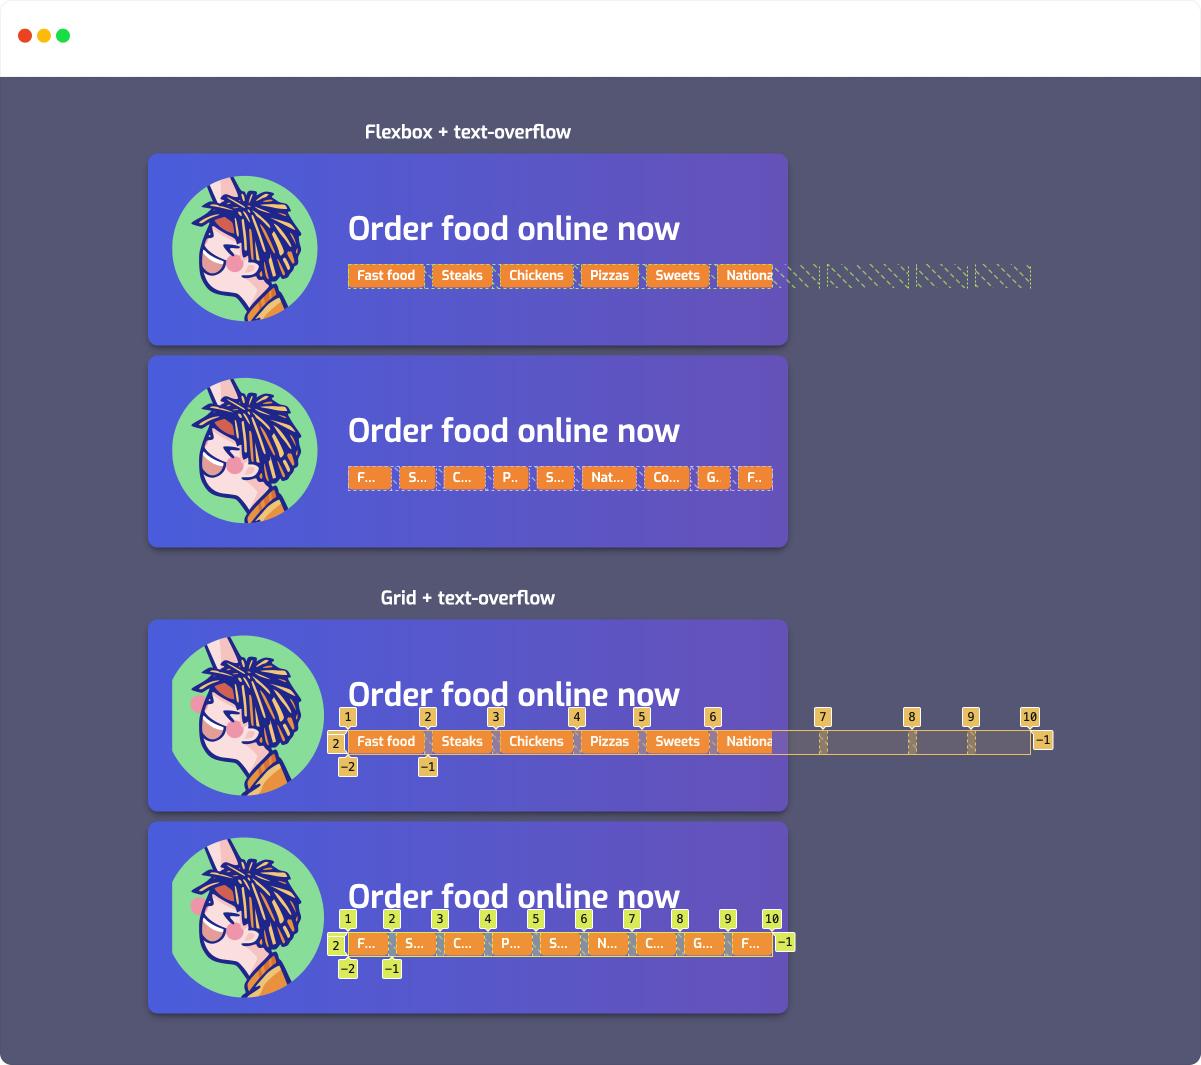 Flexbox + text-overflow
Order food online now
Fast food Steaks Chickens Pizzas Sweets Nationa
Order food online now
F... S... C... P.. S... Nat... Co... G.. F..
Grid + text-overflow
Order food online now
1 2 3 4 5 6 7 8 9 10
2 Fast food Steaks Chickens Pizzas Sweets Nationa −1
−2 −1
Order food online now
1 2 3 4 5 6 7 8 9 10
2 F... S... C... P... S... N... C... G... F... −1
−2 −1